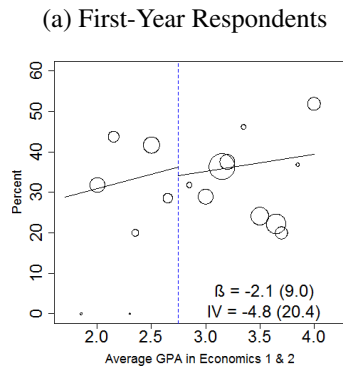 (a) First-Year Respondents
60
50
40
30
20
10
0
Percent
ß = -2.1 (9.0)
IV = -4.8 (20.4)
2.0 2.5 3.0 3.5 4.0
Average GPA in Economics 1 & 2